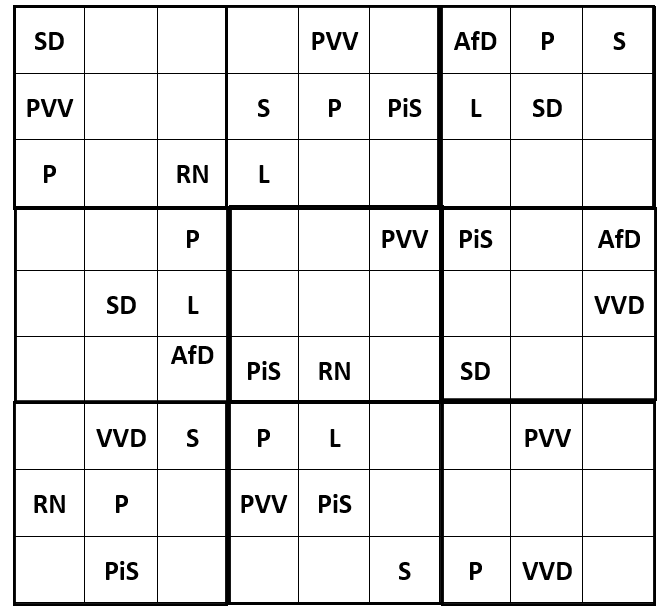 SD PVV AfD P S
PVV S P PiS L SD
P RN L
P PVV PiS AfD
SD L VVD
AfD PiS RN SD
VVD S P L PVV
RN P PVV PiS
PiS S P VVD